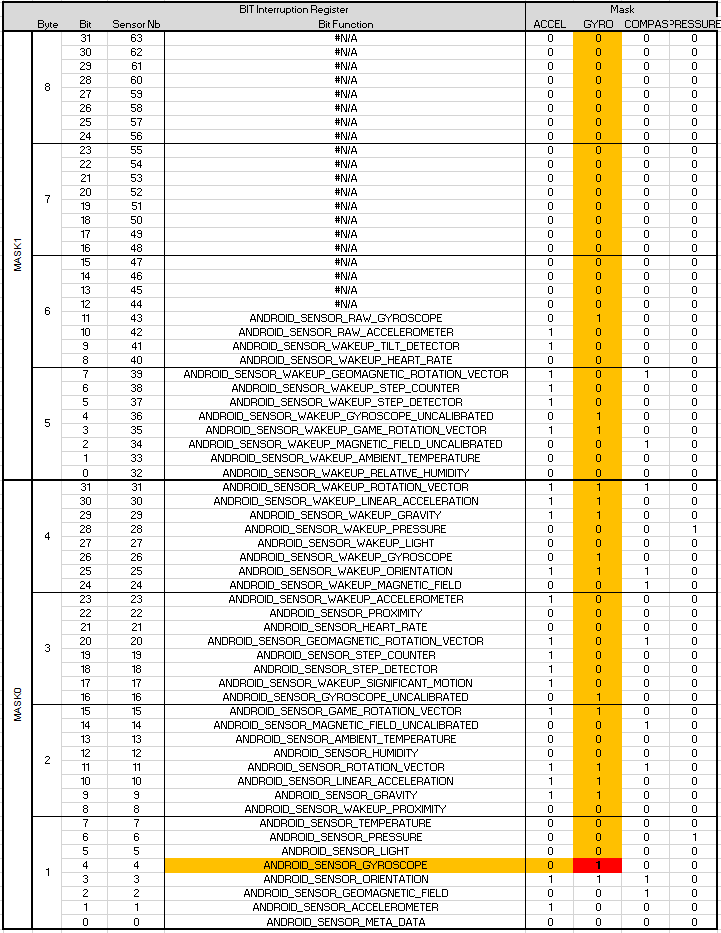 BIT Interruption Register Mask
Byte Bit Sensor Nb Bit Function ACCEL GYRO COMPAS PRESSURE
MASK1
8
31 63 #N/A 0 0 0 0
30 62 #N/A 0 0 0 0
29 61 #N/A 0 0 0 0
28 60 #N/A 0 0 0 0
27 59 #N/A 0 0 0 0
26 58 #N/A 0 0 0 0
25 57 #N/A 0 0 0 0
24 56 #N/A 0 0 0 0
7
23 55 #N/A 0 0 0 0
22 54 #N/A 0 0 0 0
21 53 #N/A 0 0 0 0
20 52 #N/A 0 0 0 0
19 51 #N/A 0 0 0 0
18 50 #N/A 0 0 0 0
17 49 #N/A 0 0 0 0
16 48 #N/A 0 0 0 0
6
15 47 #N/A 0 0 0 0
14 46 #N/A 0 0 0 0
13 45 #N/A 0 0 0 0
12 44 #N/A 0 0 0 0
11 43 ANDROID_SENSOR_RAW_GYROSCOPE 0 1 0 0
10 42 ANDROID_SENSOR_RAW_ACCELEROMETER 1 0 0 0
9 41 ANDROID_SENSOR_WAKEUP_TILT_DETECTOR 1 0 0 0
8 40 ANDROID_SENSOR_WAKEUP_HEART_RATE 0 0 0 0
5
7 39 ANDROID_SENSOR_WAKEUP_GEOMAGNETIC_ROTATION_VECTOR 1 0 1 0
6 38 ANDROID_SENSOR_WAKEUP_STEP_COUNTER 1 0 0 0
5 37 ANDROID_SENSOR_WAKEUP_STEP_DETECTOR 1 0 0 0
4 36 ANDROID_SENSOR_WAKEUP_GYROSCOPE_UNCALIBRATED 0 1 0 0
3 35 ANDROID_SENSOR_WAKEUP_GAME_ROTATION_VECTOR 1 1 0 0
2 34 ANDROID_SENSOR_WAKEUP_MAGNETIC_FIELD_UNCALIBRATED 0 0 1 0
1 33 ANDROID_SENSOR_WAKEUP_AMBIENT_TEMPERATURE 0 0 0 0
0 32 ANDROID_SENSOR_WAKEUP_RELATIVE_HUMIDITY 0 0 0 0
MASK0
4
31 31 ANDROID_SENSOR_WAKEUP_ROTATION_VECTOR 1 1 1 0
30 30 ANDROID_SENSOR_WAKEUP_LINEAR_ACCELERATION 1 1 0 0
29 29 ANDROID_SENSOR_WAKEUP_GRAVITY 1 1 0 0
28 28 ANDROID_SENSOR_WAKEUP_PRESSURE 0 0 0 1
27 27 ANDROID_SENSOR_WAKEUP_LIGHT 0 0 0 0
26 26 ANDROID_SENSOR_WAKEUP_GYROSCOPE 0 1 0 0
25 25 ANDROID_SENSOR_WAKEUP_ORIENTATION 1 1 1 0
24 24 ANDROID_SENSOR_WAKEUP_MAGNETIC_FIELD 0 0 1 0
3
23 23 ANDROID_SENSOR_WAKEUP_ACCELEROMETER 1 0 0 0
22 22 ANDROID_SENSOR_PROXIMITY 0 0 0 0
21 21 ANDROID_SENSOR_HEART_RATE 0 0 0 0
20 20 ANDROID_SENSOR_GEOMAGNETIC_ROTATION_VECTOR 1 0 1 0
19 19 ANDROID_SENSOR_STEP_COUNTER 1 0 0 0
18 18 ANDROID_SENSOR_STEP_DETECTOR 1 0 0 0
17 17 ANDROID_SENSOR_WAKEUP_SIGNIFICANT_MOTION 1 0 0 0
16 16 ANDROID_SENSOR_GYROSCOPE_UNCALIBRATED 0 1 0 0
2
15 15 ANDROID_SENSOR_GAME_ROTATION_VECTOR 1 1 0 0
14 14 ANDROID_SENSOR_MAGNETIC_FIELD_UNCALIBRATED 0 0 1 0
13 13 ANDROID_SENSOR_AMBIENT_TEMPERATURE 0 0 0 0
12 12 ANDROID_SENSOR_HUMIDITY 0 0 0 0
11 11 ANDROID_SENSOR_ROTATION_VECTOR 1 1 1 0
10 10 ANDROID_SENSOR_LINEAR_ACCELERATION 1 1 0 0
9 9 ANDROID_SENSOR_GRAVITY 1 1 0 0
8 8 ANDROID_SENSOR_WAKEUP_PROXIMITY 0 0 0 0
1
7 7 ANDROID_SENSOR_TEMPERATURE 0 0 0 0
6 6 ANDROID_SENSOR_PRESSURE 0 0 0 1
5 5 ANDROID_SENSOR_LIGHT 0 0 0 0
4 4 ANDROID_SENSOR_GYROSCOPE 0 1 0 0
3 3 ANDROID_SENSOR_ORIENTATION 1 1 1 0
2 2 ANDROID_SENSOR_GEOMAGNETIC_FIELD 0 0 1 0
1 1 ANDROID_SENSOR_ACCELEROMETER 1 0 0 0
0 0 ANDROID_SENSOR_META_DATA 0 0 0 0